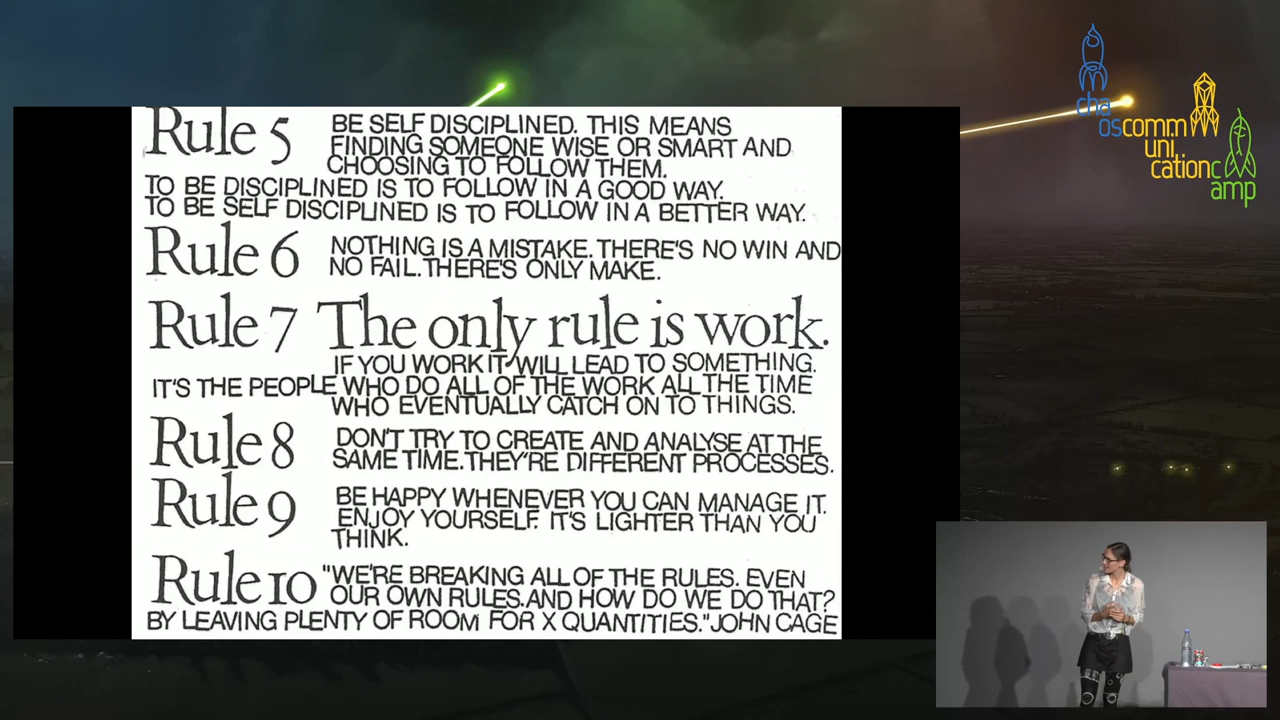 Rule 5 BE SELF DISCIPLINED. THIS MEANS
FINDING SOMEONE WISE OR SMART AND
CHOOSING TO FOLLOW THEM.
TO BE DISCIPLINED IS TO FOLLOW IN A GOOD WAY.
TO BE SELF DISCIPLINED IS TO FOLLOW IN A BETTER WAY.
Rule 6 NOTHING IS A MISTAKE. THERE'S NO WIN AND
NO FAIL. THERE'S ONLY MAKE.
Rule 7 The only rule is work.
IF YOU WORK IT WILL LEAD TO SOMETHING.
IT'S THE PEOPLE WHO DO ALL OF THE WORK ALL THE TIME
WHO EVENTUALLY CATCH ON TO THINGS.
Rule 8 DON'T TRY TO CREATE AND ANALYSE AT THE
SAME TIME. THEY'RE DIFFERENT PROCESSES.
Rule 9 BE HAPPY WHENEVER YOU CAN MANAGE IT.
ENJOY YOURSELF. IT'S LIGHTER THAN YOU
THINK.
Rule 10 "WE'RE BREAKING ALL OF THE RULES. EVEN
OUR OWN RULES. AND HOW DO WE DO THAT?
BY LEAVING PLENTY OF ROOM FOR X QUANTITIES." JOHN CAGE
cha
oscomm
uni
cationc
amp